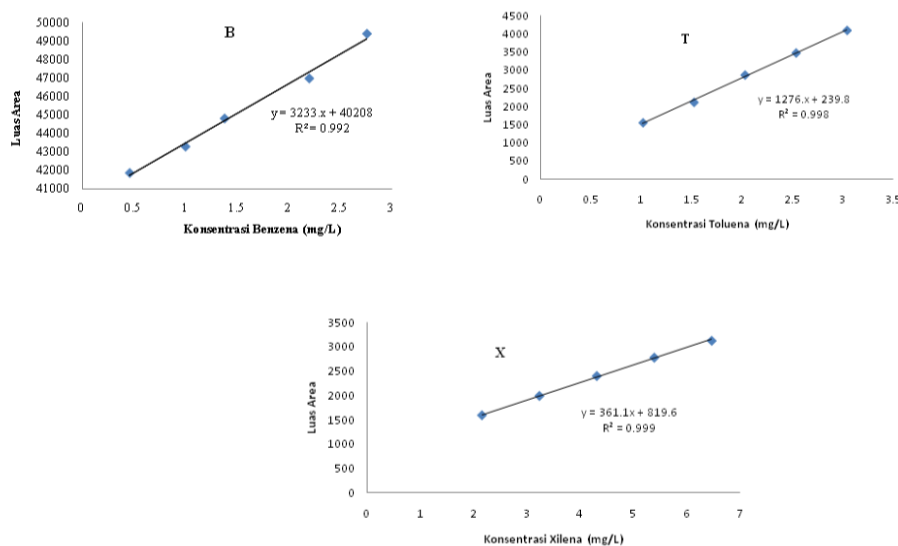 B
50000
49000
48000
47000
46000
45000
44000
43000
42000
41000
Luas Area
y = 3233.x + 40208
R² = 0.992
0 0.5 1 1.5 2 2.5 3
Konsentrasi Benzena (mg/L)
T
4500
4000
3500
3000
2500
2000
1500
1000
500
0
Luas Area
y = 1276.x + 239.8
R² = 0.998
0 0.5 1 1.5 2 2.5 3 3.5
Konsentrasi Toluena (mg/L)
X
3500
3000
2500
2000
1500
1000
500
0
Luas Area
y = 361.1x + 819.6
R² = 0.999
0 1 2 3 4 5 6 7
Konsentrasi Xilena (mg/L)